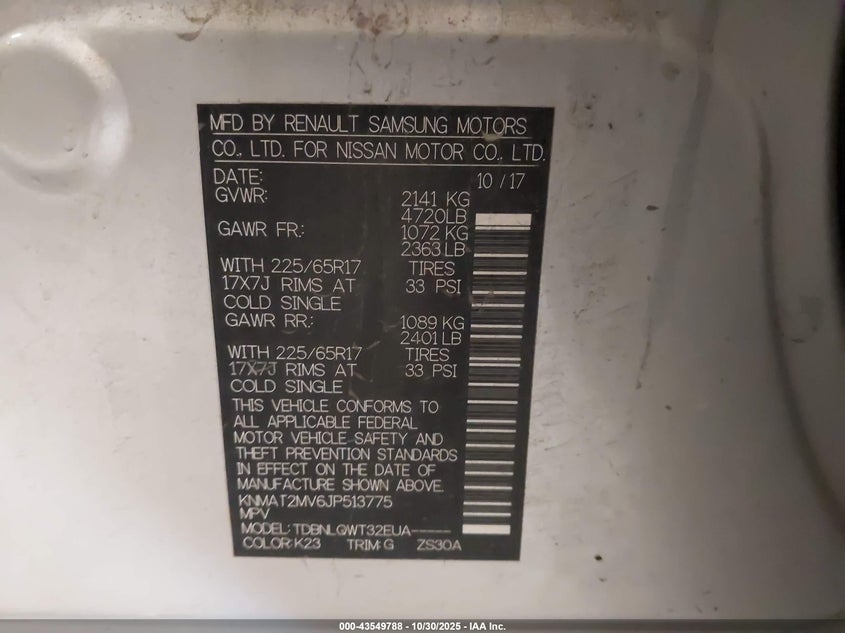 MFD BY RENAULT SAMSUNG MOTORS
CO., LTD. FOR NISSAN MOTOR CO., LTD.
DATE: 10 / 17
GVWR: 2141 KG
4720LB
GAWR FR.: 1072 KG
2363 LB
WITH 225/65R17 TIRES
17X7J RIMS AT 33 PSI
COLD SINGLE
GAWR RR.: 1089 KG
2401 LB
WITH 225/65R17 TIRES
17X7J RIMS AT 33 PSI
COLD SINGLE
THIS VEHICLE CONFORMS TO
ALL APPLICABLE FEDERAL
MOTOR VEHICLE SAFETY AND
THEFT PREVENTION STANDARDS
IN EFFECT ON THE DATE OF
MANUFACTURE SHOWN ABOVE.
KNMAT2MV6JP513775
MPV
MODEL: TDBNLQWT32EUA-----
COLOR: K23 TRIM: G ZS30A
000-43549788 - 10/30/2025 - IAA Inc.